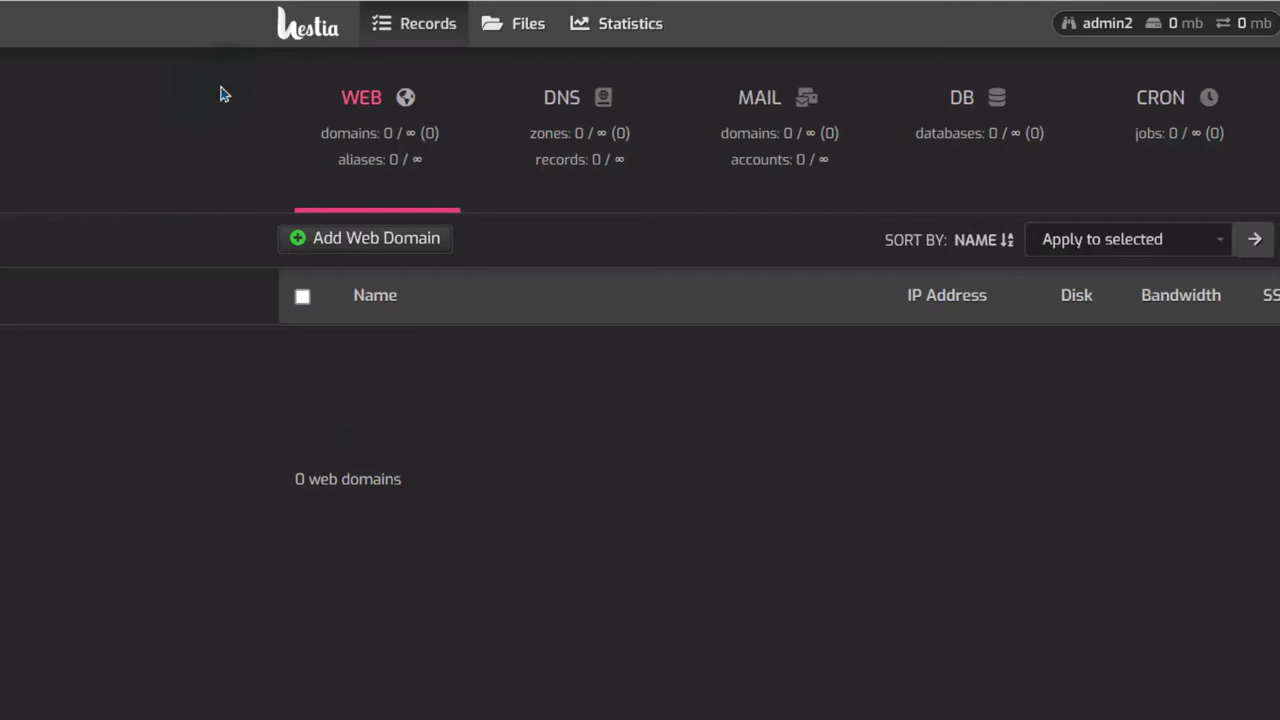 Hestia Records Files Statistics admin2 0 mb 0 mb
WEB DNS MAIL DB CRON
domains: 0 / ∞ (0) zones: 0 / ∞ (0) domains: 0 / ∞ (0) databases: 0 / ∞ (0) jobs: 0 / ∞ (0)
aliases: 0 / ∞ records: 0 / ∞ accounts: 0 / ∞
Add Web Domain SORT BY: NAME Apply to selected
Name IP Address Disk Bandwidth
0 web domains